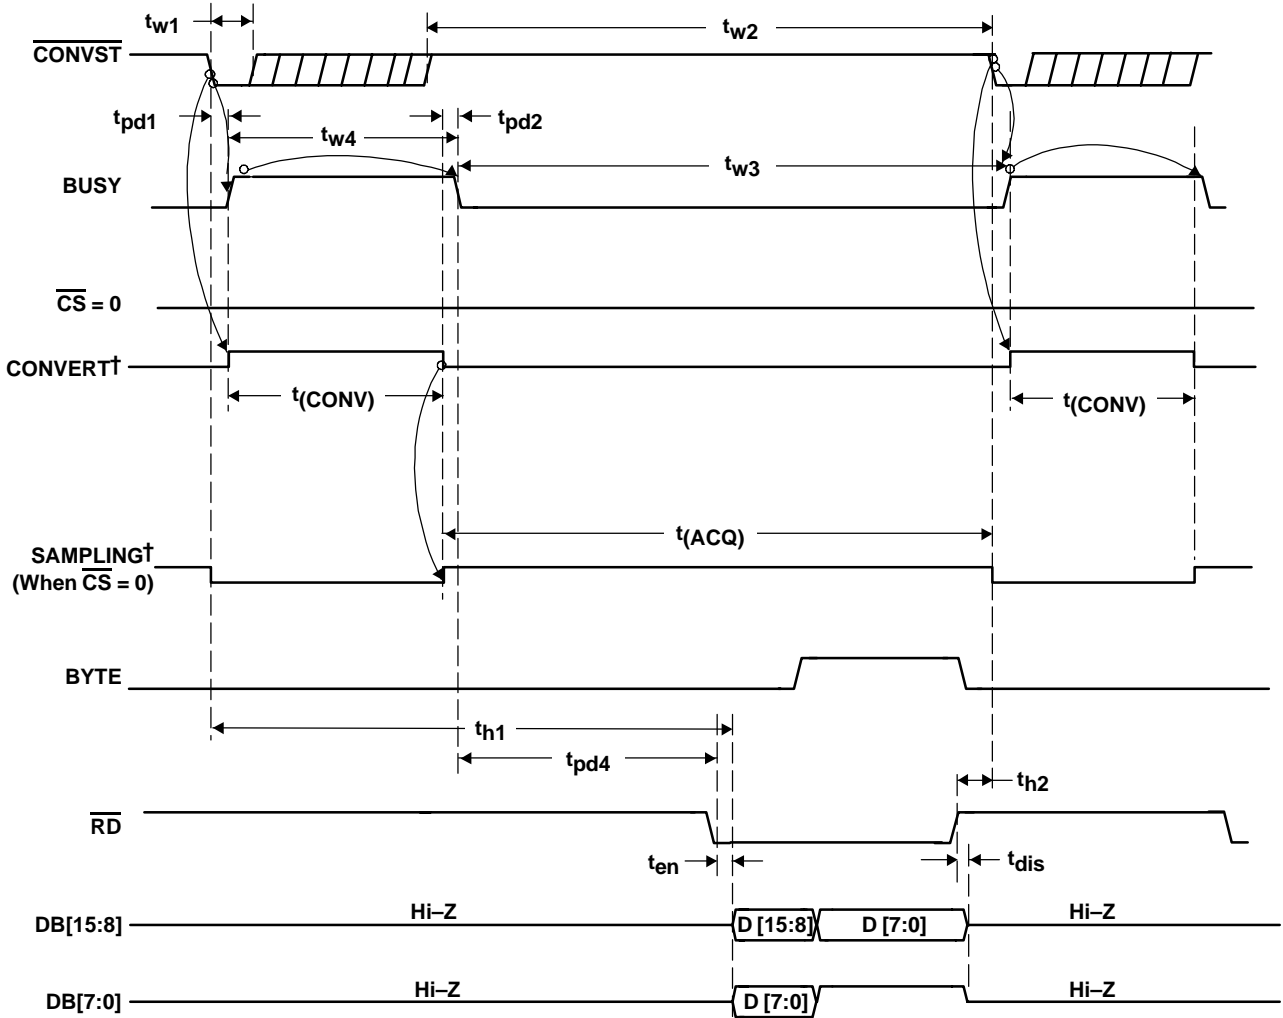 tw1
tw2
CONVST
tpd1
tw4
tpd2
tw3
BUSY
CS = 0
CONVERT†
t(CONV)
t(CONV)
t(ACQ)
SAMPLING†
(When CS = 0)
BYTE
th1
tpd4
th2
RD
ten
tdis
Hi–Z
Hi–Z
DB[15:8]
D [15:8]
D [7:0]
Hi–Z
Hi–Z
DB[7:0]
D [7:0]